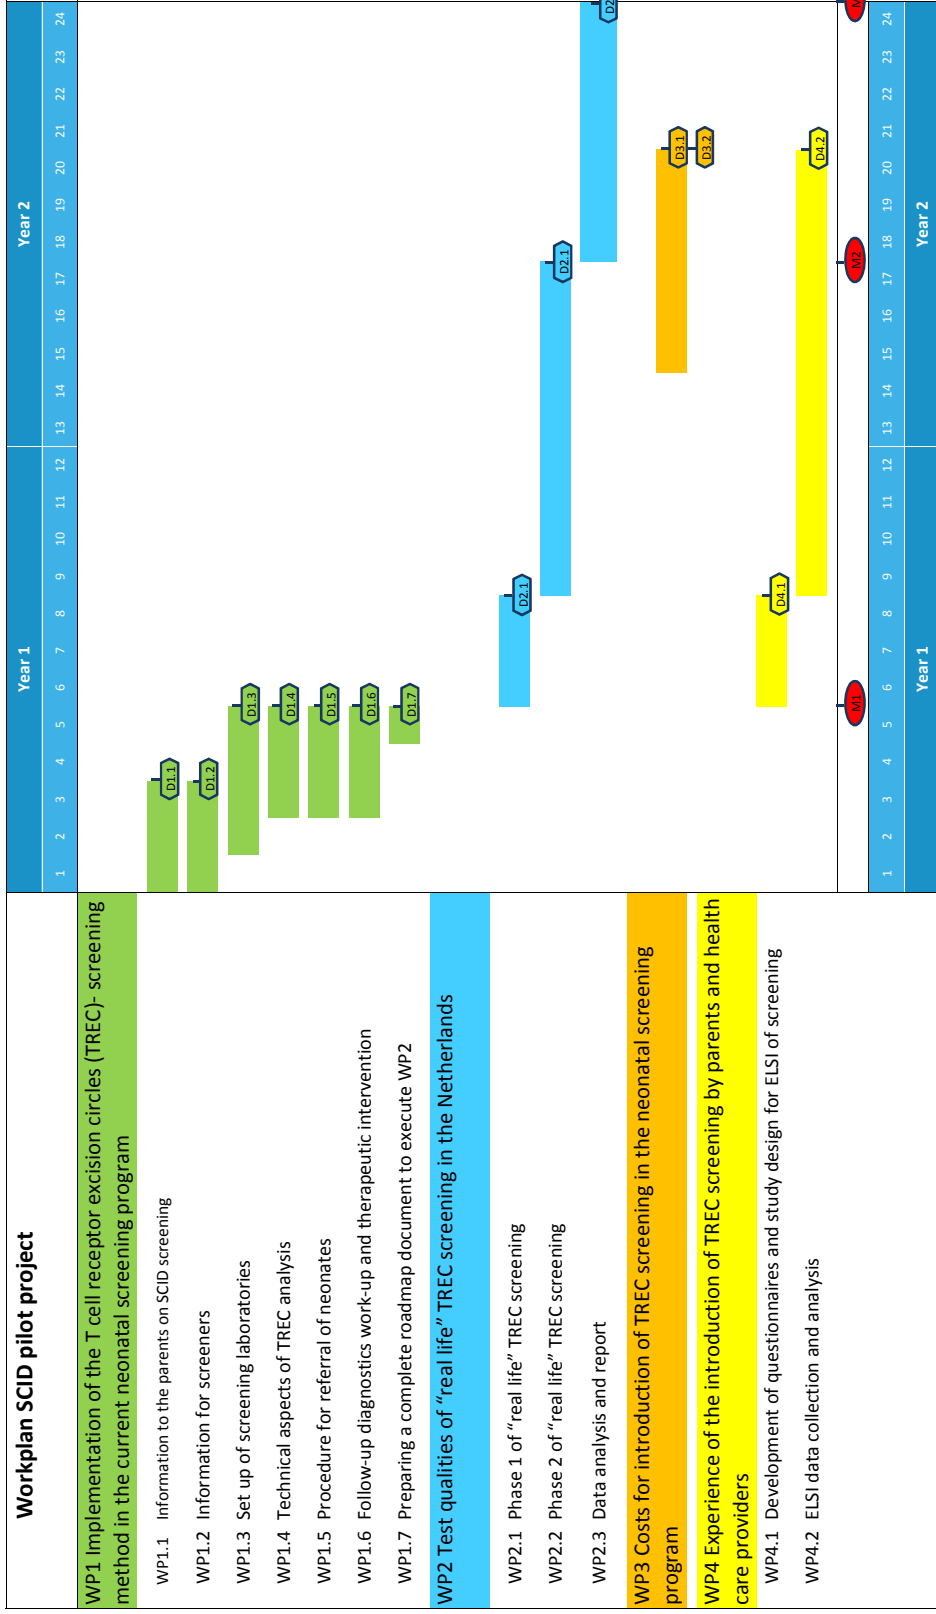 Workplan SCID pilot project
Year 1 Year 2
1 2 3 4 5 6 7 8 9 10 11 12 13 14 15 16 17 18 19 20 21 22 23 24
WP1 Implementation of the T cell receptor excision circles (TREC)- screening
method in the current neonatal screening program
WP1.1 Information to the parents on SCID screening
D1.1
WP1.2 Information for screeners
D1.2
WP1.3 Set up of screening laboratories
D1.3
WP1.4 Technical aspects of TREC analysis
D1.4
WP1.5 Procedure for referral of neonates
D1.5
WP1.6 Follow-up diagnostics work-up and therapeutic intervention
D1.6
WP1.7 Preparing a complete roadmap document to execute WP2
D1.7
WP2 Test qualities of “real life” TREC screening in the Netherlands
WP2.1 Phase 1 of “real life” TREC screening
D2.1
WP2.2 Phase 2 of “real life” TREC screening
D2.1
WP2.3 Data analysis and report
D2
WP3 Costs for introduction of TREC screening in the neonatal screening
program
D3.1
D3.2
WP4 Experience of the introduction of TREC screening by parents and health
care providers
WP4.1 Development of questionnaires and study design for ELSI of screening
D4.1
WP4.2 ELSI data collection and analysis
D4.2
M1 M2 M
1 2 3 4 5 6 7 8 9 10 11 12 13 14 15 16 17 18 19 20 21 22 23 24
Year 1 Year 2